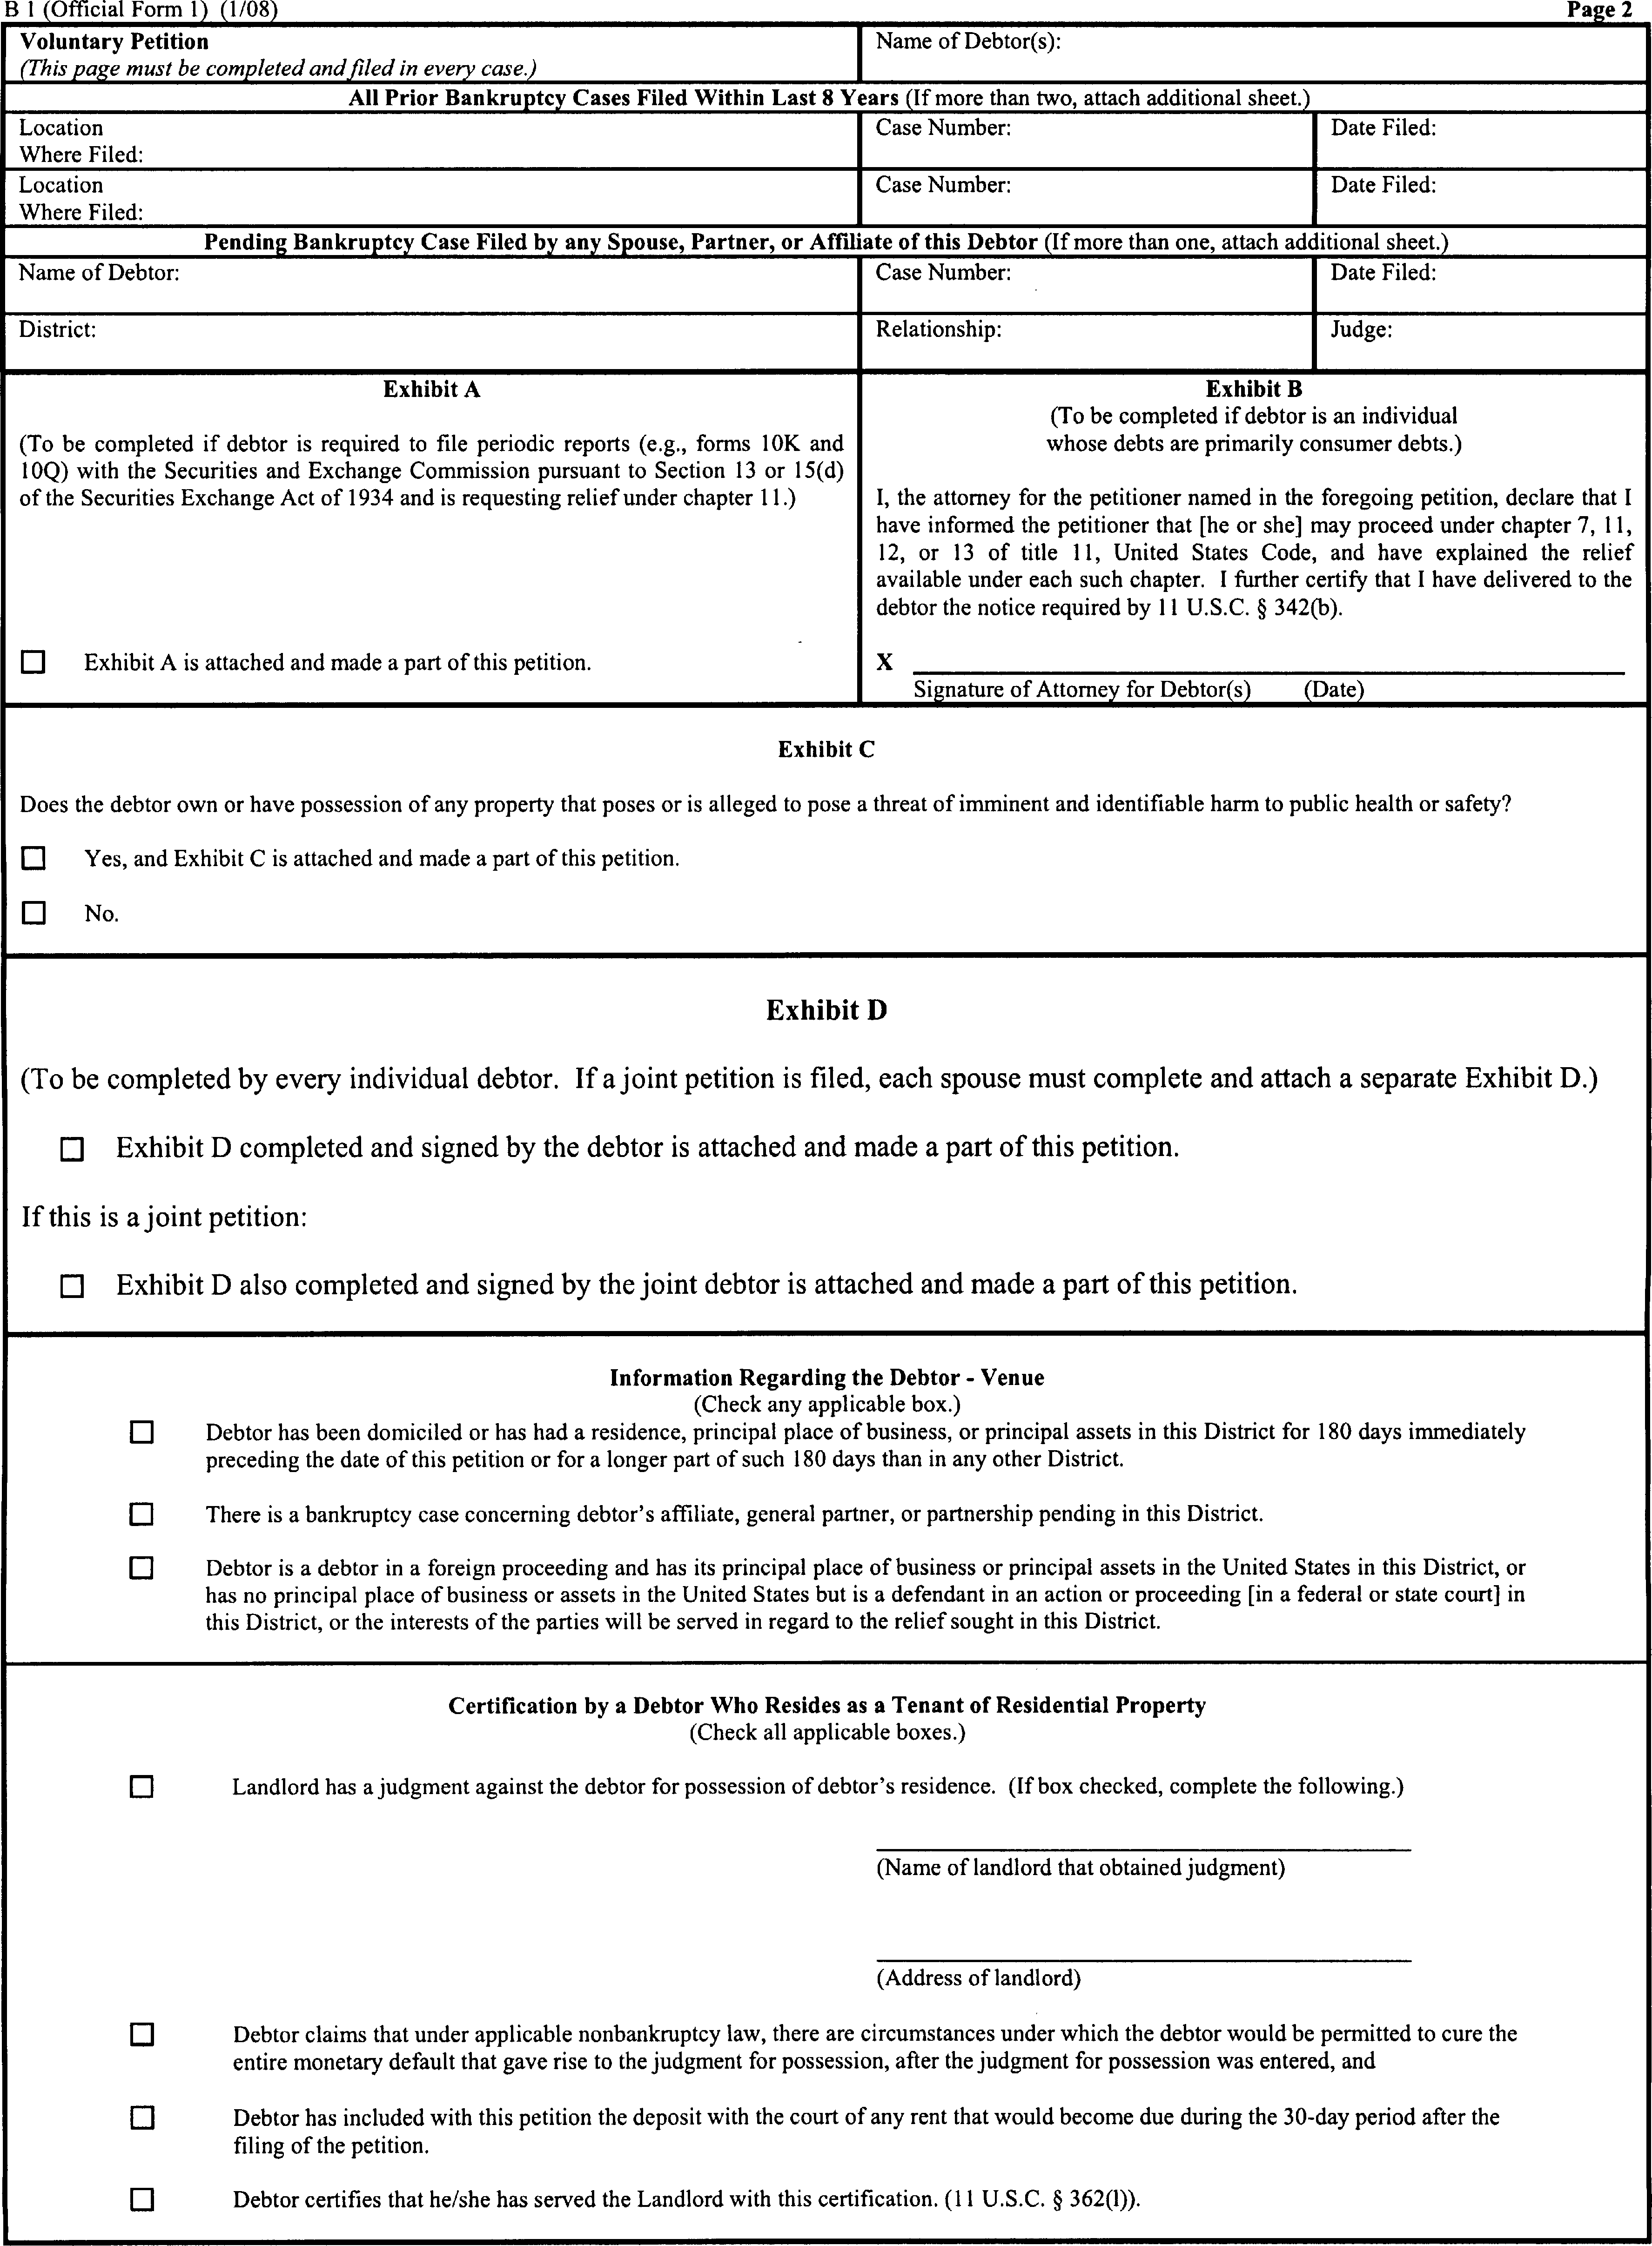 B 1 (Official Form 1) (1/08) Page 2
Voluntary Petition
(This page must be completed and filed in every case.)
Name of Debtor(s):
All Prior Bankruptcy Cases Filed Within Last 8 Years (If more than two, attach additional sheet.)
Location
Where Filed:
Case Number:
Date Filed:
Location
Where Filed:
Case Number:
Date Filed:
Pending Bankruptcy Case Filed by any Spouse, Partner, or Affiliate of this Debtor (If more than one, attach additional sheet.)
Name of Debtor:
Case Number:
Date Filed:
District:
Relationship:
Judge:
Exhibit A
(To be completed if debtor is required to file periodic reports (e.g., forms 10K and
10Q) with the Securities and Exchange Commission pursuant to Section 13 or 15(d)
of the Securities Exchange Act of 1934 and is requesting relief under chapter 11.)
Exhibit A is attached and made a part of this petition.
Exhibit B
(To be completed if debtor is an individual
whose debts are primarily consumer debts.)
I, the attorney for the petitioner named in the foregoing petition, declare that I
have informed the petitioner that [he or she] may proceed under chapter 7, 11,
12, or 13 of title 11, United States Code, and have explained the relief
available under each such chapter. I further certify that I have delivered to the
debtor the notice required by 11 U.S.C. § 342(b).
X
Signature of Attorney for Debtor(s) (Date)
Exhibit C
Does the debtor own or have possession of any property that poses or is alleged to pose a threat of imminent and identifiable harm to public health or safety?
Yes, and Exhibit C is attached and made a part of this petition.
No.
Exhibit D
(To be completed by every individual debtor. If a joint petition is filed, each spouse must complete and attach a separate Exhibit D.)
Exhibit D completed and signed by the debtor is attached and made a part of this petition.
If this is a joint petition:
Exhibit D also completed and signed by the joint debtor is attached and made a part of this petition.
Information Regarding the Debtor - Venue
(Check any applicable box.)
Debtor has been domiciled or has had a residence, principal place of business, or principal assets in this District for 180 days immediately
preceding the date of this petition or for a longer part of such 180 days than in any other District.
There is a bankruptcy case concerning debtor's affiliate, general partner, or partnership pending in this District.
Debtor is a debtor in a foreign proceeding and has its principal place of business or principal assets in the United States in this District, or
has no principal place of business or assets in the United States but is a defendant in an action or proceeding [in a federal or state court] in
this District, or the interests of the parties will be served in regard to the relief sought in this District.
Certification by a Debtor Who Resides as a Tenant of Residential Property
(Check all applicable boxes.)
Landlord has a judgment against the debtor for possession of debtor's residence. (If box checked, complete the following.)
(Name of landlord that obtained judgment)
(Address of landlord)
Debtor claims that under applicable nonbankruptcy law, there are circumstances under which the debtor would be permitted to cure the
entire monetary default that gave rise to the judgment for possession, after the judgment for possession was entered, and
Debtor has included with this petition the deposit with the court of any rent that would become due during the 30-day period after the
filing of the petition.
Debtor certifies that he/she has served the Landlord with this certification. (11 U.S.C. § 362(l)).